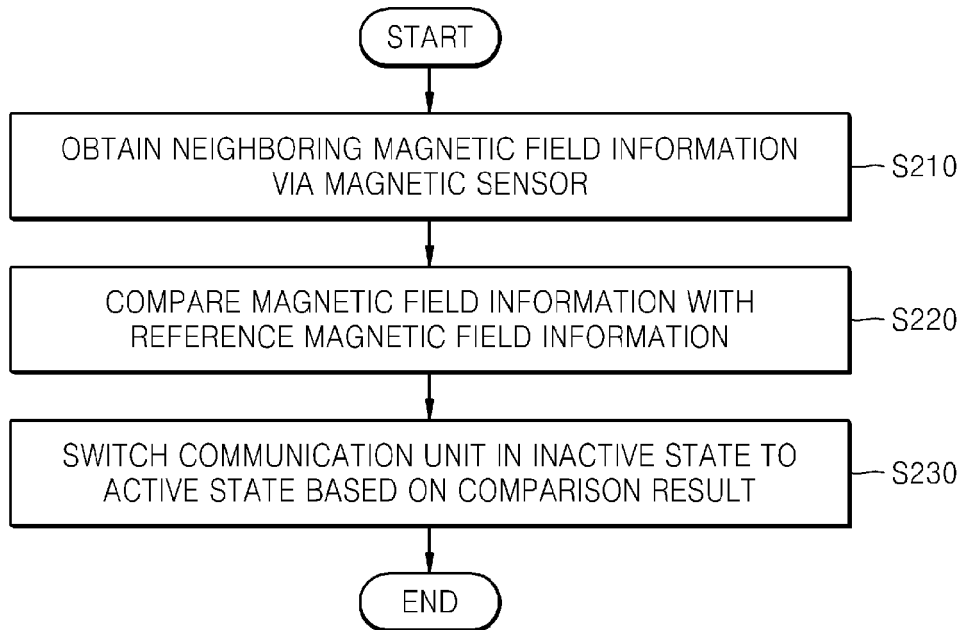 START
OBTAIN NEIGHBORING MAGNETIC FIELD INFORMATION
VIA MAGNETIC SENSOR
S210
COMPARE MAGNETIC FIELD INFORMATION WITH
REFERENCE MAGNETIC FIELD INFORMATION
S220
SWITCH COMMUNICATION UNIT IN INACTIVE STATE TO
ACTIVE STATE BASED ON COMPARISON RESULT
S230
END